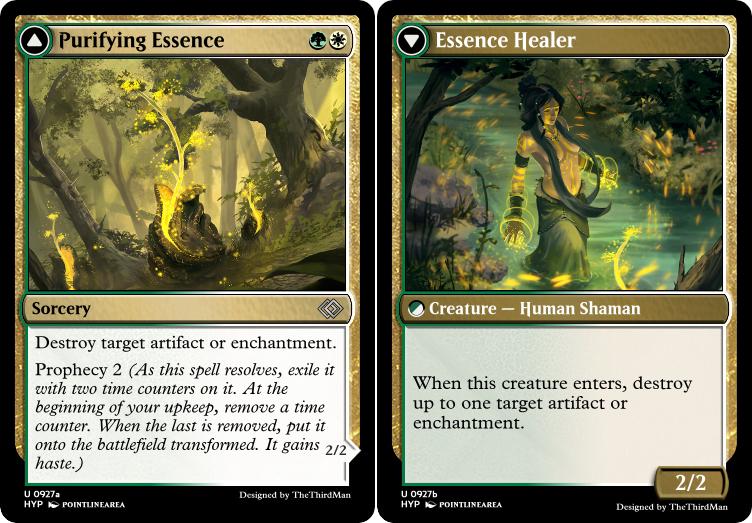 Purifying Essence
Sorcery
Destroy target artifact or enchantment.
Prophecy 2 (As this spell resolves, exile it
with two time counters on it. At the
beginning of your upkeep, remove a time
counter. When the last is removed, put it
onto the battlefield transformed. It gains
haste.)
2/2
U 0927a
HYP POINTLINEAREA
Designed by TheThirdMan
Essence Healer
Creature — Human Shaman
When this creature enters, destroy
up to one target artifact or
enchantment.
2/2
U 0927b
HYP POINTLINEAREA
Designed by TheThirdMan